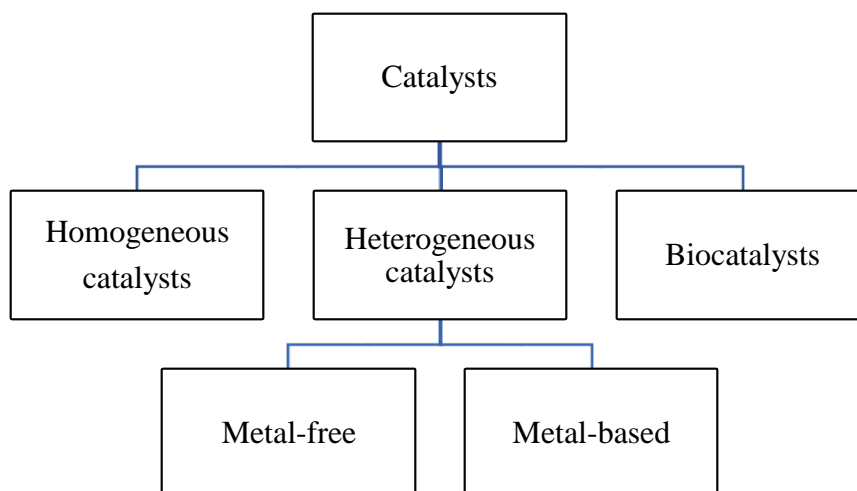 Catalysts
Homogeneous
catalysts
Heterogeneous
catalysts
Biocatalysts
Metal-free
Metal-based